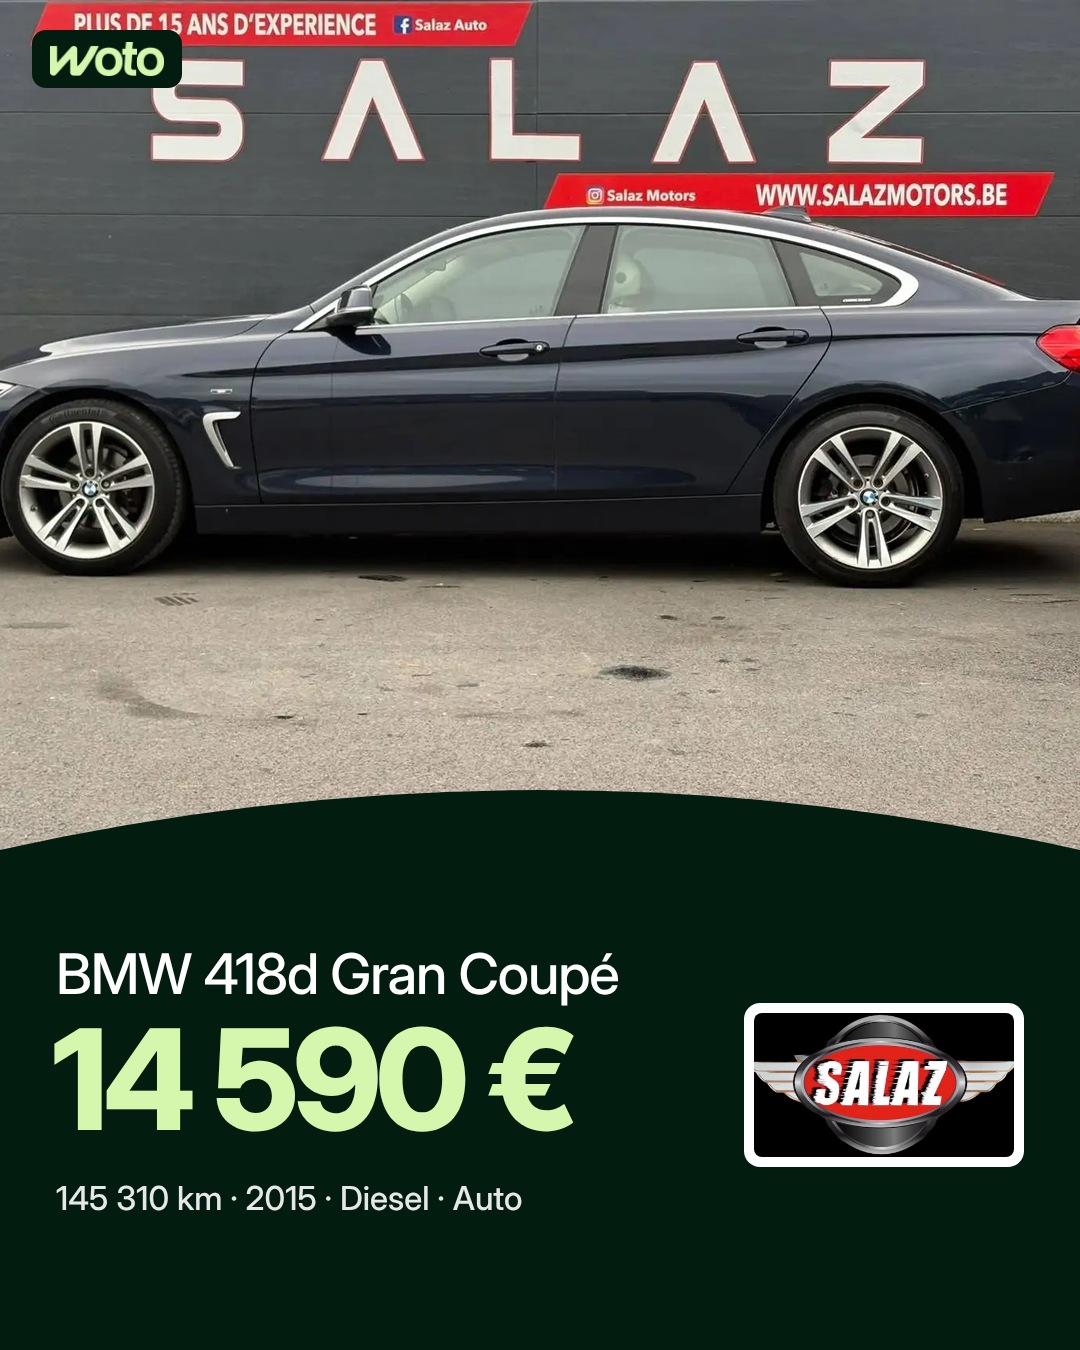 PLUS DE 15 ANS D'EXPERIENCE Salaz Auto
woto
SALAZ
Salaz Motors WWW.SALAZMOTORS.BE
Continental
BMW 418d Gran Coupé
14 590 €
SALAZ
145 310 km · 2015 · Diesel · Auto